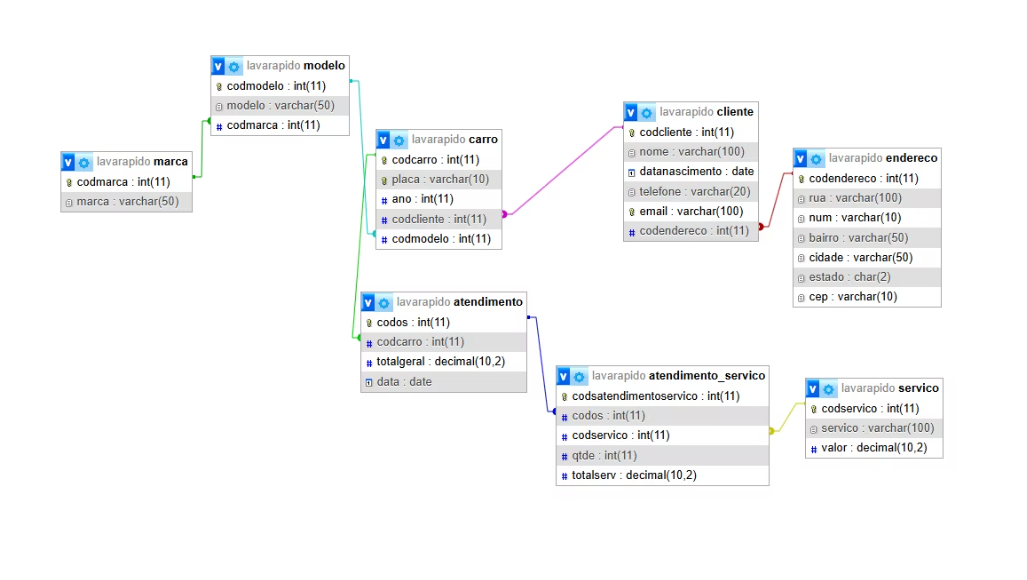 lavarapido modelo
codmodelo : int(11)
modelo : varchar(50)
codmarca : int(11)
lavarapido marca
codmarca : int(11)
marca : varchar(50)
lavarapido carro
codcarro : int(11)
placa : varchar(10)
ano : int(11)
codcliente : int(11)
codmodelo : int(11)
lavarapido cliente
codcliente : int(11)
nome : varchar(100)
datanascimento : date
telefone : varchar(20)
email : varchar(100)
codendereco : int(11)
lavarapido endereco
codendereco : int(11)
rua : varchar(100)
num : varchar(10)
bairro : varchar(50)
cidade : varchar(50)
estado : char(2)
cep : varchar(10)
lavarapido atendimento
codos : int(11)
codcarro : int(11)
totalgeral : decimal(10,2)
data : date
lavarapido atendimento_servico
codsatendimentoservico : int(11)
codos : int(11)
codservico : int(11)
qtde : int(11)
totalserv : decimal(10,2)
lavarapido servico
codservico : int(11)
servico : varchar(100)
valor : decimal(10,2)